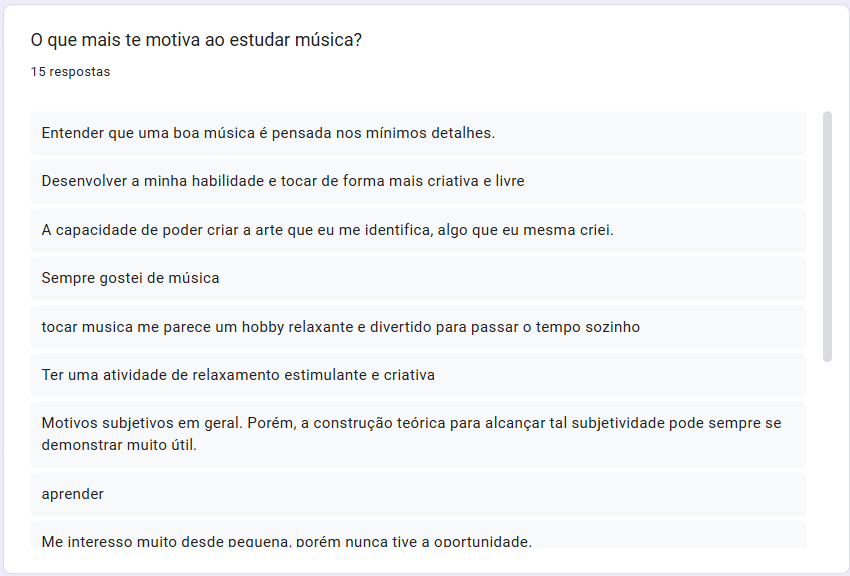 O que mais te motiva ao estudar música?
15 respostas
Entender que uma boa música é pensada nos mínimos detalhes.
Desenvolver a minha habilidade e tocar de forma mais criativa e livre
A capacidade de poder criar a arte que eu me identifica, algo que eu mesma criei.
Sempre gostei de música
tocar musica me parece um hobby relaxante e divertido para passar o tempo sozinho
Ter uma atividade de relaxamento estimulante e criativa
Motivos subjetivos em geral. Porém, a construção teórica para alcançar tal subjetividade pode sempre se
demonstrar muito útil.
aprender
Me interesso muito desde pequena, porém nunca tive a oportunidade.